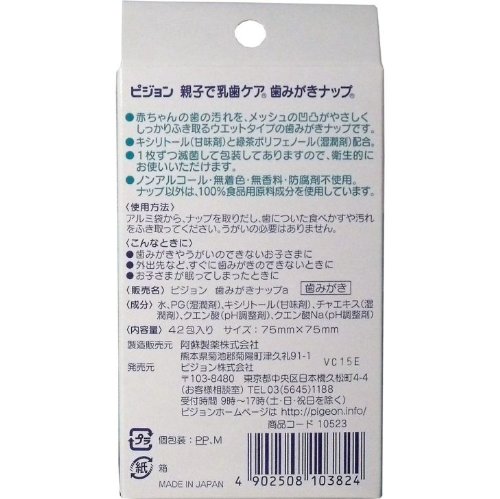 ピジョン 親子で乳歯ケア® 歯みがきナップ®
●赤ちゃんの歯の汚れを、メッシュの凹凸がやさしく
しっかりふき取るウエットタイプの歯みがきナップです。
●キシリトール(甘味剤)と緑茶ポリフェノール(湿潤剤)配合。
●1枚ずつ滅菌して包装してありますので、衛生的に
お使いいただけます。
●ノンアルコール・無着色・無香料・防腐剤不使用。
ナップ以外は、100%食品用原料成分を使用しています。
〈使用方法〉
アルミ袋から、ナップを取りだし、歯についた食べかすや汚れ
をふき取ってください。うがいの必要はありません。
〈こんなときに〉
●歯みがきやうがいのできないお子さまに
●外出先など、すぐに歯みがきのできないときに
●お子さまが眠ってしまったときに
〈販売名〉 ピジョン 歯みがきナップa 歯みがき
〈成分〉 水、PG(湿潤剤)、キシリトール(甘味剤)、チャエキス(湿
潤剤)、クエン酸(pH調整剤)、クエン酸Na(pH調整剤)
〈内容量〉 42包入り サイズ:75mm×75mm
製造販売元 阿蘇製薬株式会社
熊本県菊池郡菊陽町津久礼91-1
発売元 ピジョン株式会社
VC15E
〒103-8480 東京都中央区日本橋久松町4-4
(お客様相談室) TEL03(5645)1188
受付時間 9時~17時(土・日・祝日を除く)
ピジョンホームページは http://pigeon.info/
商品コード 10523
プラ 個包装:PP、M
紙 箱
MADE IN JAPAN
4 902508 103824